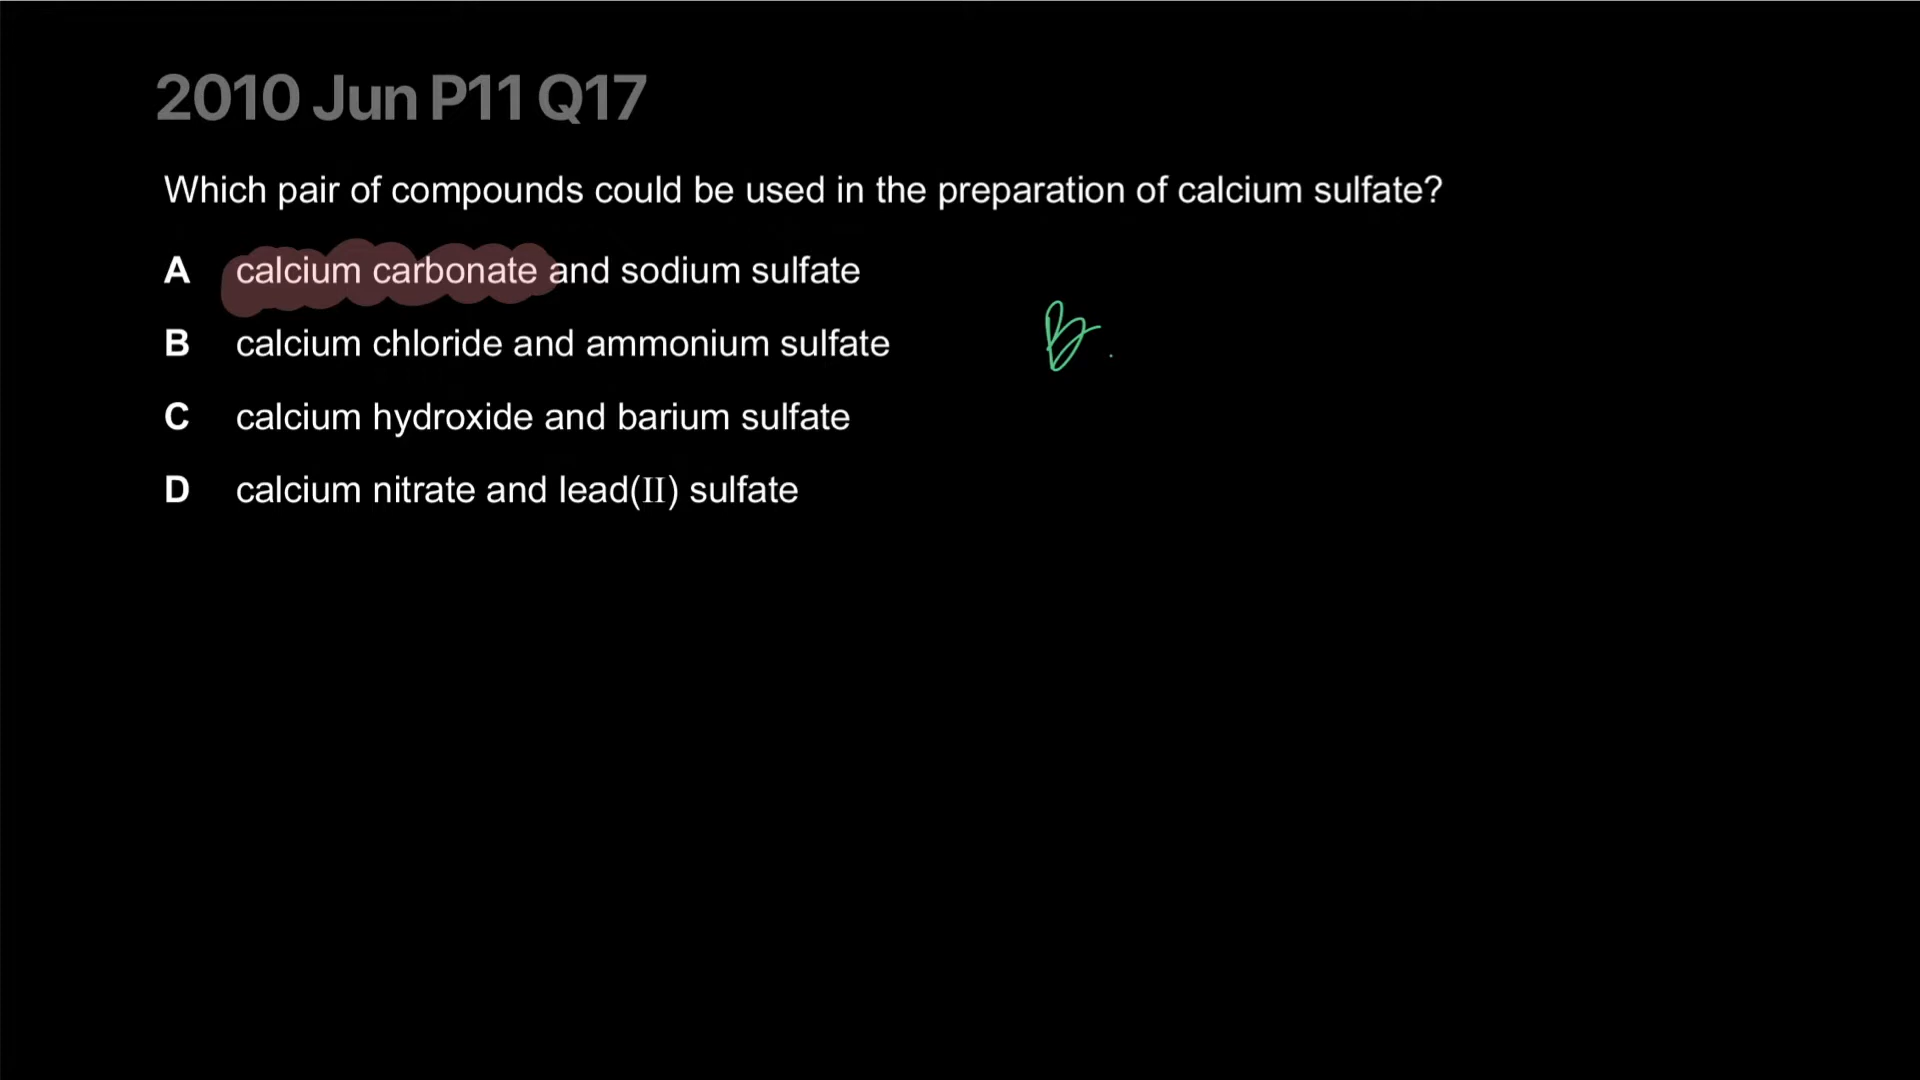 2010 Jun P11 Q17
Which pair of compounds could be used in the preparation of calcium sulfate?
A calcium carbonate and sodium sulfate
B calcium chloride and ammonium sulfate
B.
C calcium hydroxide and barium sulfate
D calcium nitrate and lead(II) sulfate